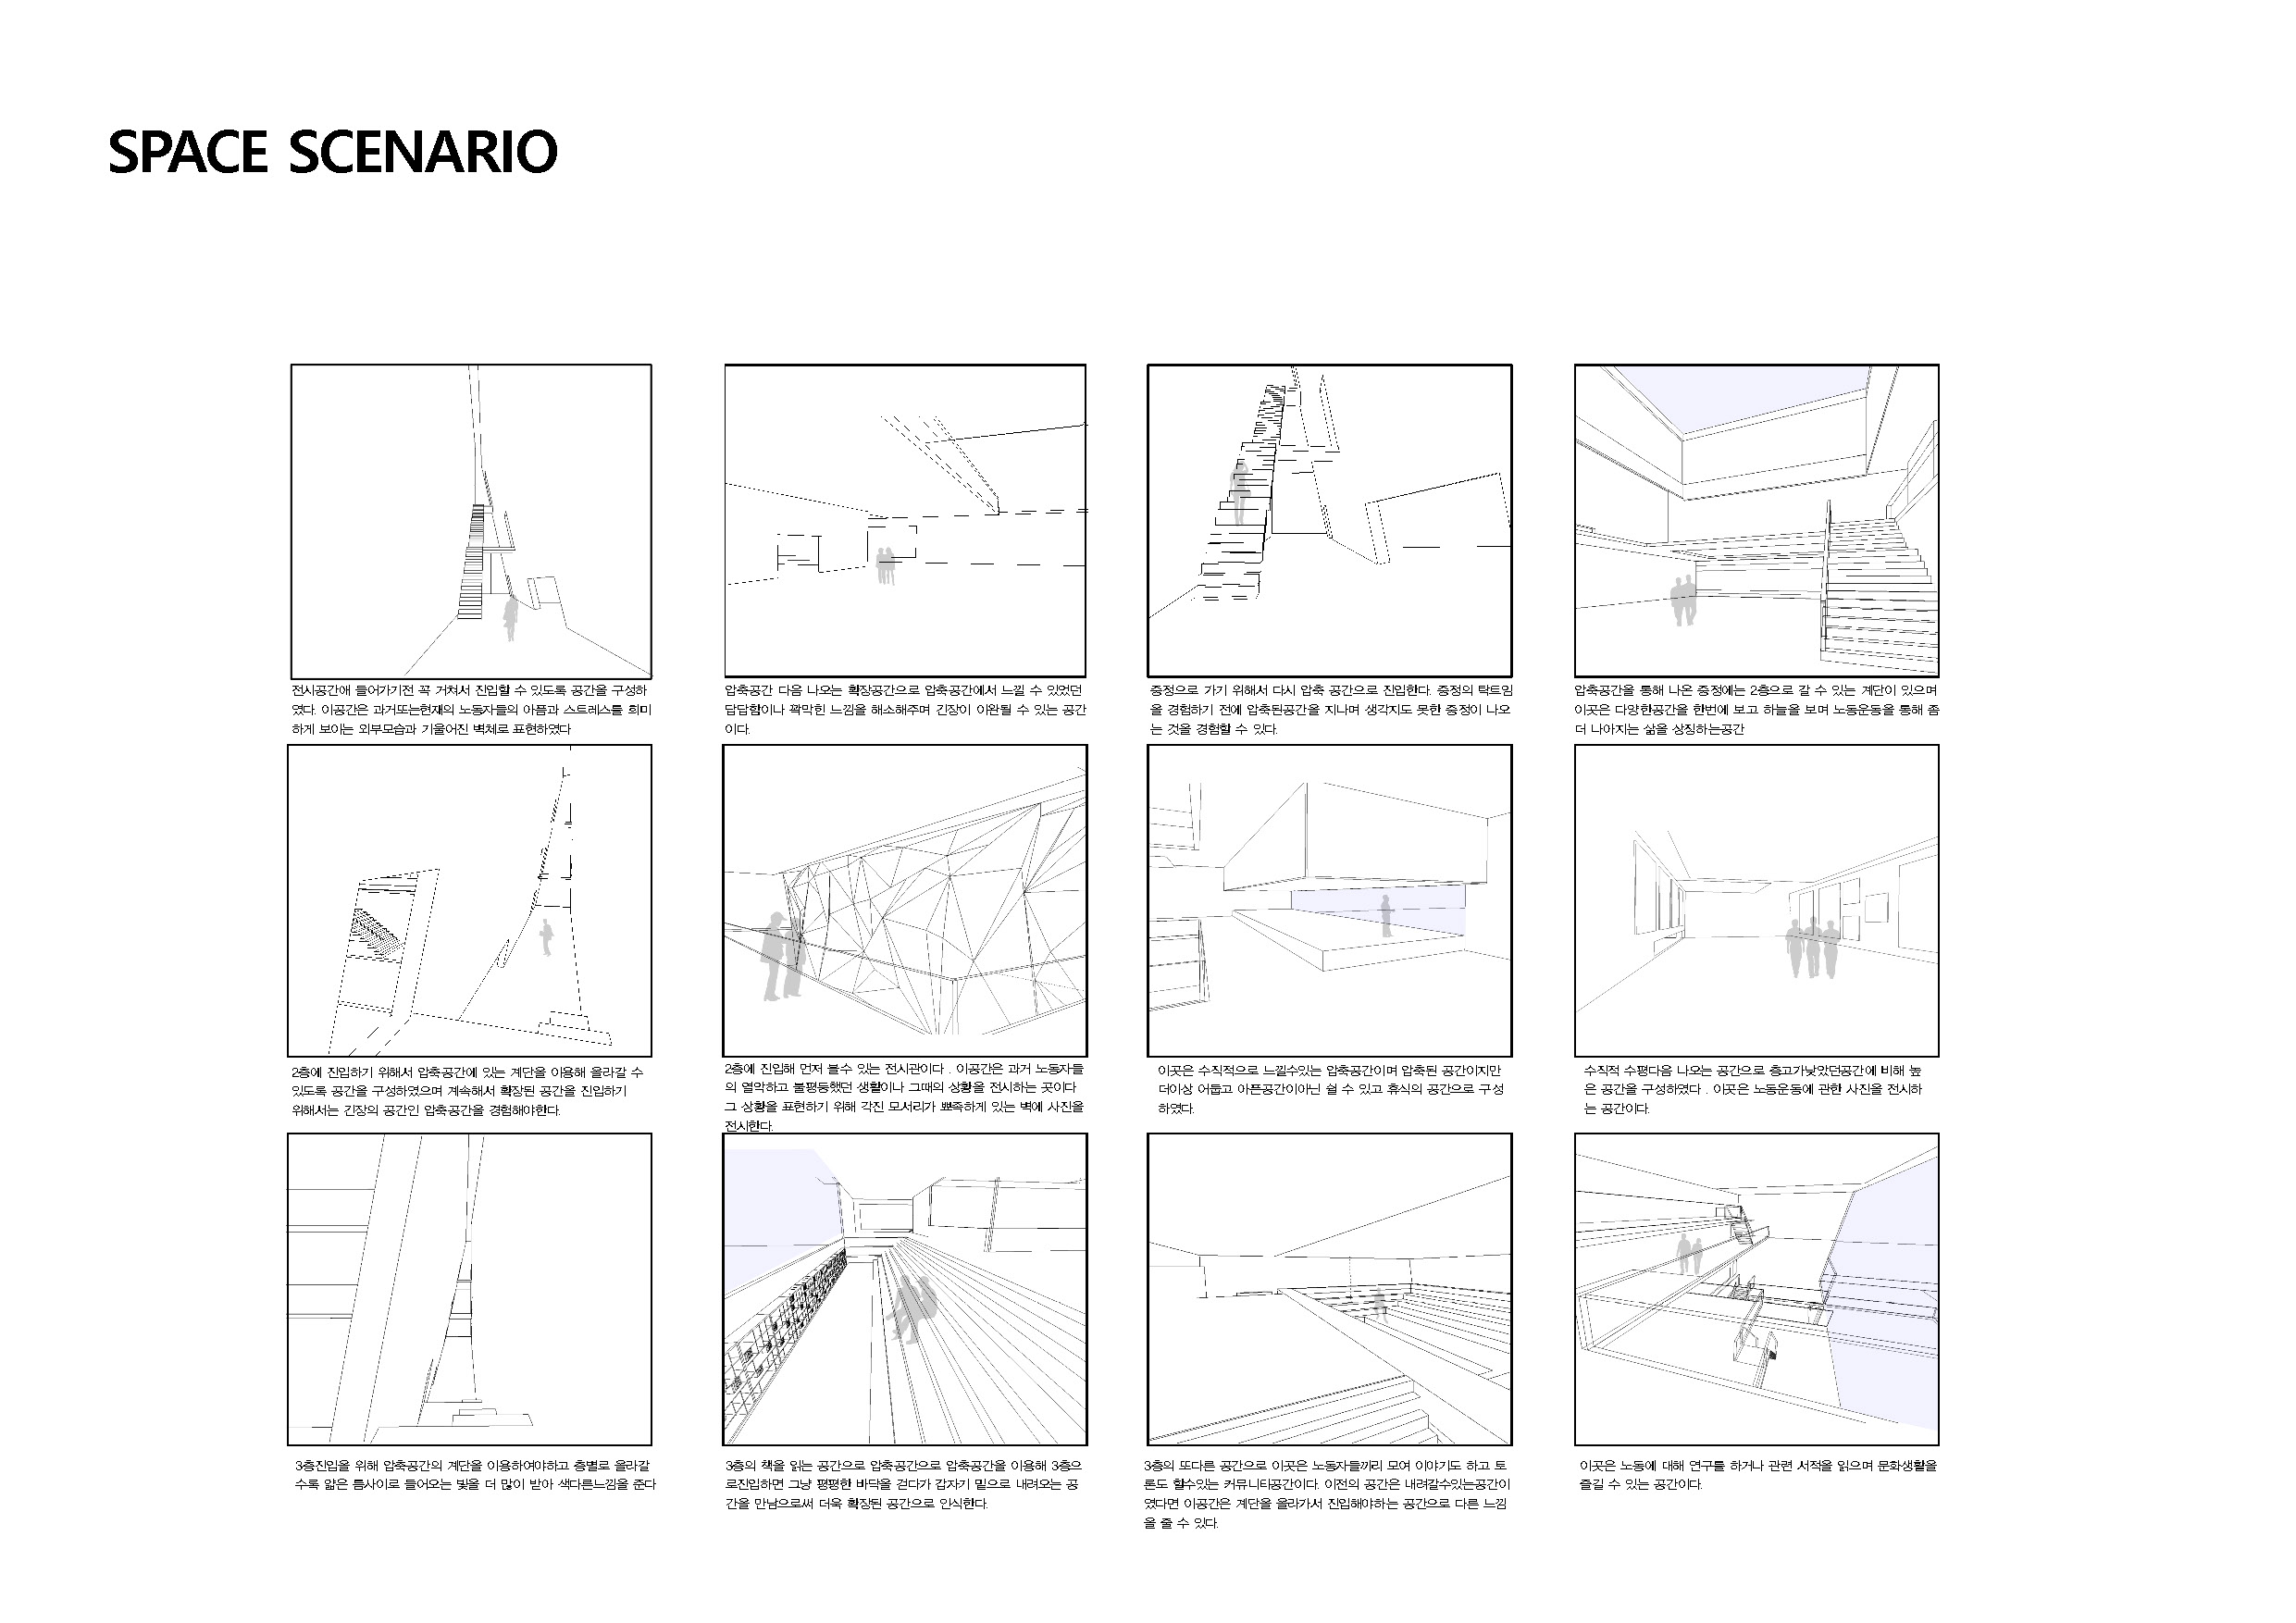 SPACE SCENARIO
전시공간애 들어가기전 꼭 거쳐서 진입할 수 있도록 공간을 구성하
였다. 이공간은 과거또는현재의 노동자들의 아픔과 스트레스를 희미
하게 보이는 외부모습과 기울어진 벽체로 표현하였다
압축공간 다음 나오는 확장공간으로 압축공간에서 느낄 수 있었던
답답함이나 꽉막힌 느낌을 해소해주며 긴장이 이완될 수 있는 공간
이다.
중정으로 가기 위해서 다시 압축 공간으로 진입한다. 중정의 탁트임
을 경험하기 전에 압축된공간을 지나며 생각지도 못한 중정이 나오
는 것을 경험할 수 있다.
압축공간을 통해 나온 중정에는 2층으로 갈 수 있는 계단이 있으며
이곳은 다양한공간을 한번에 보고 하늘을 보며 노동운동을 통해 좀
더 나아지는 삶을 상징하는공간
2층에 진입하기 위해서 압축공간에 있는 계단을 이용해 올라갈 수
있도록 공간을 구성하였으며 계속해서 확장된 공간을 진입하기
위해서는 긴장의 공간인 압축공간을 경험해야한다.
2층에 진입해 먼저 볼수 있는 전시관이다 . 이공간은 과거 노동자들
의 열악하고 불평등했던 생활이나 그때의 상황을 전시하는 곳이다
그 상황을 표현하기 위해 각진 모서리가 뾰족하게 있는 벽에 사진을
전시한다.
이곳은 수직적으로 느낄수있는 압축공간이며 압축된 공간이지만
더이상 어둡고 아픈공간이아닌 쉴 수 있고 휴식의 공간으로 구성
하였다.
수직적 수평다음 나오는 공간으로 층고가낮았던공간에 비해 높
은 공간을 구성하였다 . 이곳은 노동운동에 관한 사진을 전시하
는 공간이다.
3층진입을 위해 압축공간의 계단을 이용하여야하고 층별로 올라갈
수록 얇은 틈사이로 들어오는 빛을 더 많이 받아 색다른느낌을 준다
3층의 책을 읽는 공간으로 압축공간으로 압축공간을 이용해 3층으
로진입하면 그냥 평평한 바닥을 걷다가 갑자기 밑으로 내려오는 공
간을 만남으로써 더욱 확장된 공간으로 인식한다.
3층의 또다른 공간으로 이곳은 노동자들끼리 모여 이야기도 하고 토
론도 할수있는 커뮤니티공간이다. 이전의 공간은 내려갈수있는공간이
였다면 이공간은 계단을 올라가서 진입해야하는 공간으로 다른 느낌
을 줄 수 있다.
이곳은 노동에 대해 연구를 하거나 관련 서적을 읽으며 문화생활을
즐길 수 있는 공간이다.